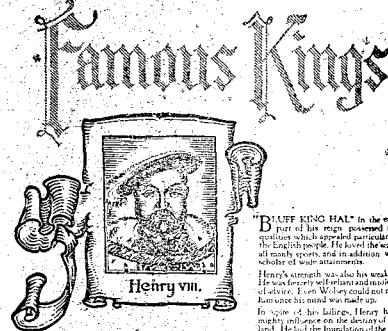 Famous Kings
Henry VIII.
"BLUFF KING HAL" in the
part of his reign possessed
qualities which appealed
the English people. He loved the
all manly sports, and in addition
scholar of wide attainments.
Henry's strength was also his
He was fiercely self-reliant and
of advice. Even Wolsey could not
him once his mind was made up.
In spite of his failings, Henry
mighty influence on the destiny of
land. He laid the foundation of